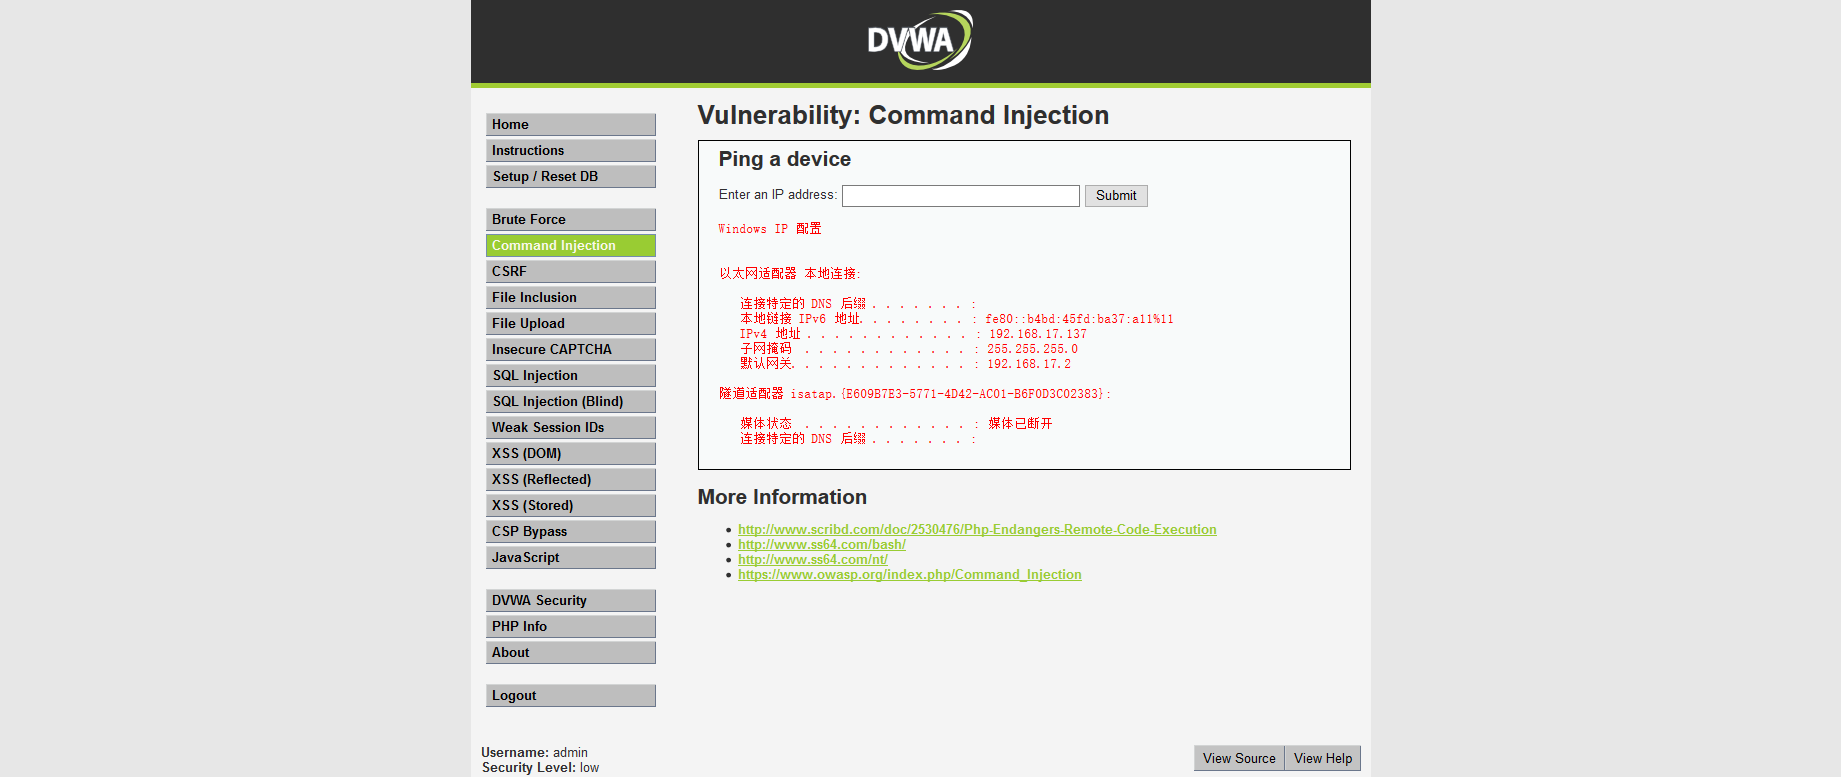 DVWA
Home
Instructions
Setup / Reset DB
Brute Force
Command Injection
CSRF
File Inclusion
File Upload
Insecure CAPTCHA
SQL Injection
SQL Injection (Blind)
Weak Session IDs
XSS (DOM)
XSS (Reflected)
XSS (Stored)
CSP Bypass
JavaScript
DVWA Security
PHP Info
About
Logout
Vulnerability: Command Injection
Ping a device
Enter an IP address: Submit
Windows IP 配置
以太网适配器 本地连接:
连接特定的 DNS 后缀 . . . . . . . :
本地链接 IPv6 地址. . . . . . . . : fe80::b4bd:45fd:ba37:a11%11
IPv4 地址 . . . . . . . . . . . . : 192.168.17.137
子网掩码 . . . . . . . . . . . . : 255.255.255.0
默认网关. . . . . . . . . . . . . : 192.168.17.2
隧道适配器 isatap.{E609B7E3-5771-4D42-AC01-B6F0D3C02383}:
媒体状态 . . . . . . . . . . . . : 媒体已断开
连接特定的 DNS 后缀 . . . . . . . :
More Information
http://www.scribd.com/doc/2530476/Php-Endangers-Remote-Code-Execution
http://www.ss64.com/bash/
http://www.ss64.com/nt/
https://www.owasp.org/index.php/Command_Injection
Username: admin
Security Level: low
View Source View Help